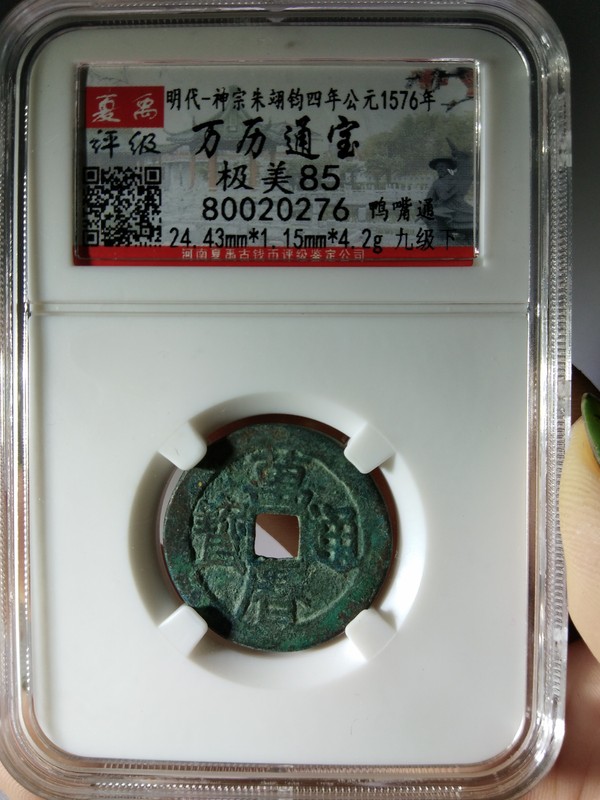 夏禹 明代-神宗朱翊钧四年公元1576年
评级 万历通宝
极美85
80020276 鸭嘴通
24.43mm*1.15mm*4.2g 九级下
河南夏禹古钱币评级鉴定公司
萬
寶 通
曆